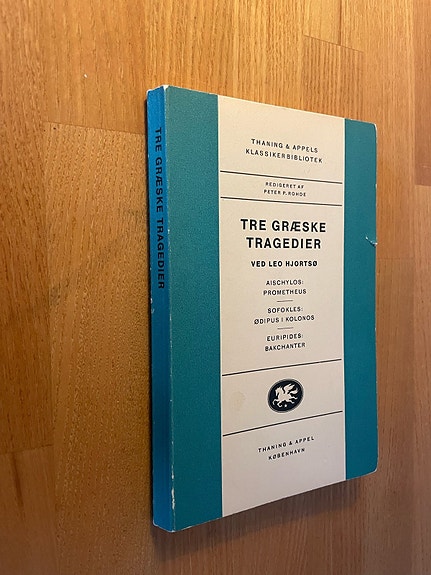 TRE GRÆSKE TRAGEDIER
THANING & APPELS
KLASSIKERBIBLIOTEK
REDIGERET AF
PETER P. ROHDE
TRE GRÆSKE
TRAGEDIER
VED LEO HJORTSØ
AISCHYLOS:
PROMETHEUS
SOFOKLES:
ØDIPUS I KOLONOS
EURIPIDES:
BAKCHANTER
THANING & APPEL
KØBENHAVN